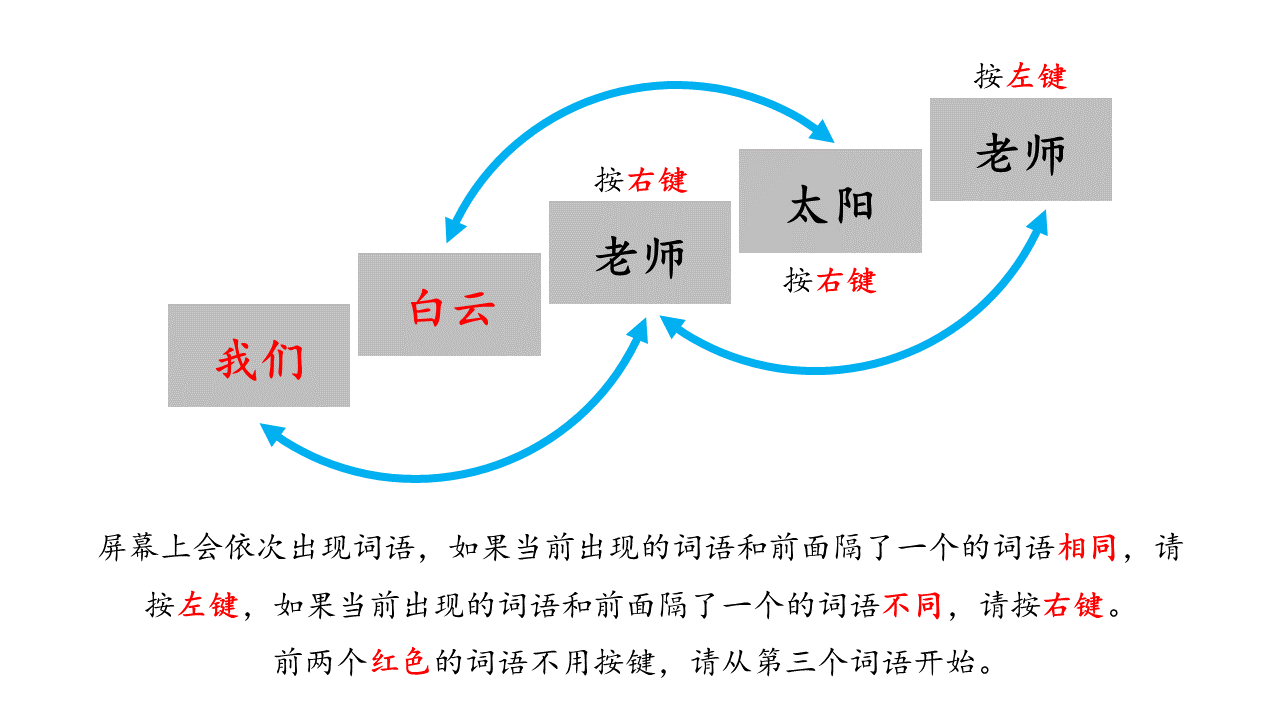 按左键
老师
按右键
太阳
老师
按右键
白云
我们
屏幕上会依次出现词语，如果当前出现的词语和前面隔了一个的词语相同，请
按左键，如果当前出现的词语和前面隔了一个的词语不同，请按右键。
前两个红色的词语不用按键，请从第三个词语开始。